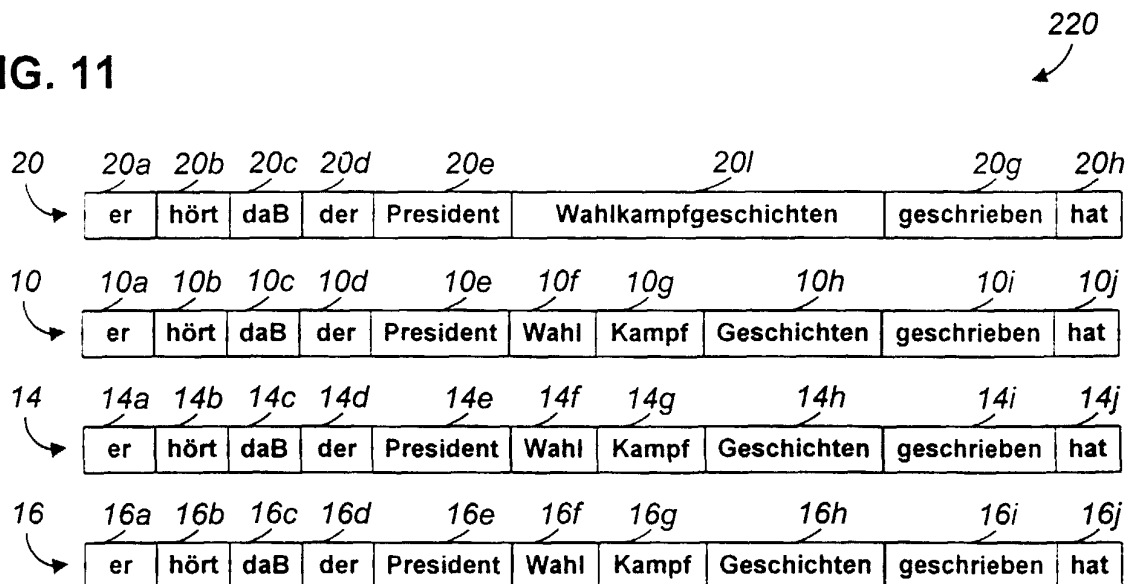 220
IG. 11
20 20a 20b 20c 20d 20e 20l 20g 20h
er hört daB der President Wahlkampfgeschichten geschrieben hat
10 10a 10b 10c 10d 10e 10f 10g 10h 10i 10j
er hört daB der President Wahl Kampf Geschichten geschrieben hat
14 14a 14b 14c 14d 14e 14f 14g 14h 14i 14j
er hört daB der President Wahl Kampf Geschichten geschrieben hat
16 16a 16b 16c 16d 16e 16f 16g 16h 16i 16j
er hört daB der President Wahl Kampf Geschichten geschrieben hat